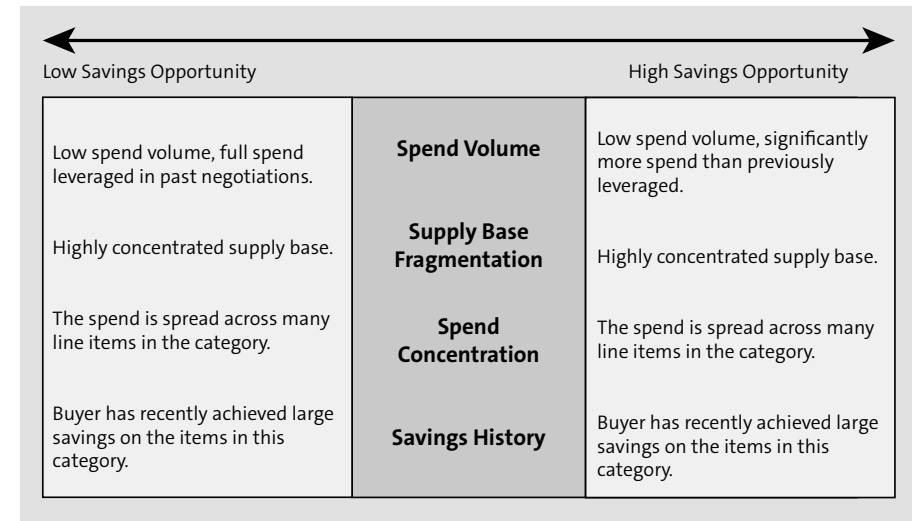 Low Savings Opportunity
High Savings Opportunity
Low spend volume, full spend
leveraged in past negotiations.
Spend Volume
Low spend volume, significantly
more spend than previously
leveraged.
Highly concentrated supply base.
Supply Base
Fragmentation
Highly concentrated supply base.
The spend is spread across many
line items in the category.
Spend
Concentration
The spend is spread across many
line items in the category.
Buyer has recently achieved large
savings on the items in this
category.
Savings History
Buyer has recently achieved large
savings on the items in this
category.